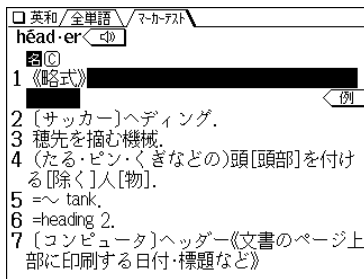 英和 全単語 マーカーテスト
héad·er
名 C
1 《略式》
例
2 〔サッカー〕ヘディング.
3 穂先を摘む機械.
4 (たる·ピン·くぎなどの)頭[頭部]を付け
る[除く]人[物].
5 =～ tank.
6 =heading 2.
7 〔コンピュータ〕ヘッダー《文書のページ上
部に印刷する日付·標題など》